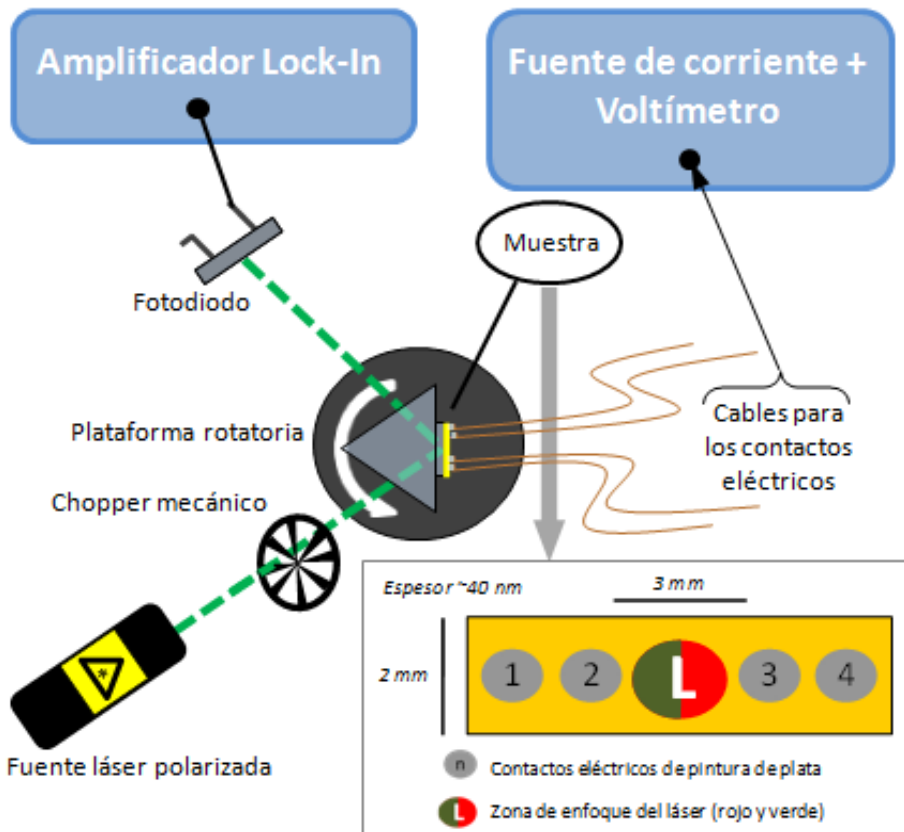 Amplificador Lock-In
Fuente de corriente +
Voltímetro
Muestra
Fotodiodo
Plataforma rotatoria
Cables para
los contactos
eléctricos
Chopper mecánico
Espesor ~40 nm
3 mm
2 mm
1 2 L 3 4
Fuente láser polarizada
n Contactos eléctricos de pintura de plata
L Zona de enfoque del láser (rojo y verde)